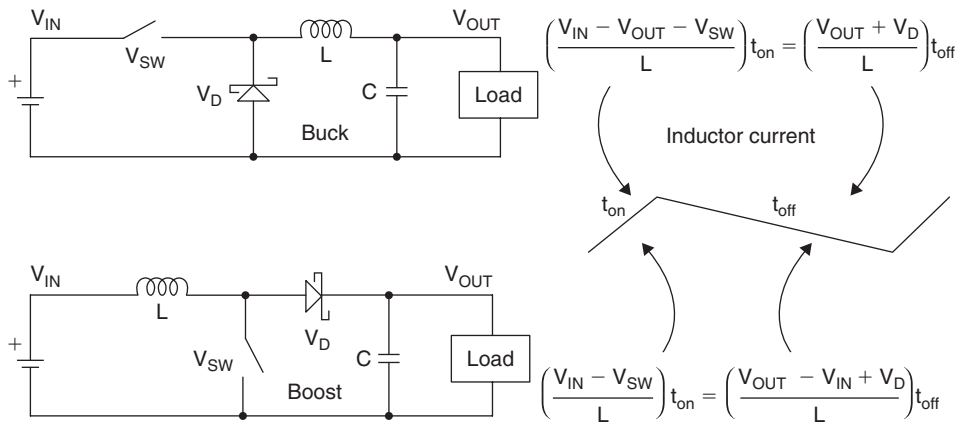 V_IN
V_SW
L
V_OUT
+
V_D
C
Load
Buck
(V_IN − V_OUT − V_SW / L) t_on = (V_OUT + V_D / L) t_off
Inductor current
t_on
t_off
V_IN
L
V_OUT
+
V_SW
V_D
C
Load
Boost
(V_IN − V_SW / L) t_on = (V_OUT − V_IN + V_D / L) t_off